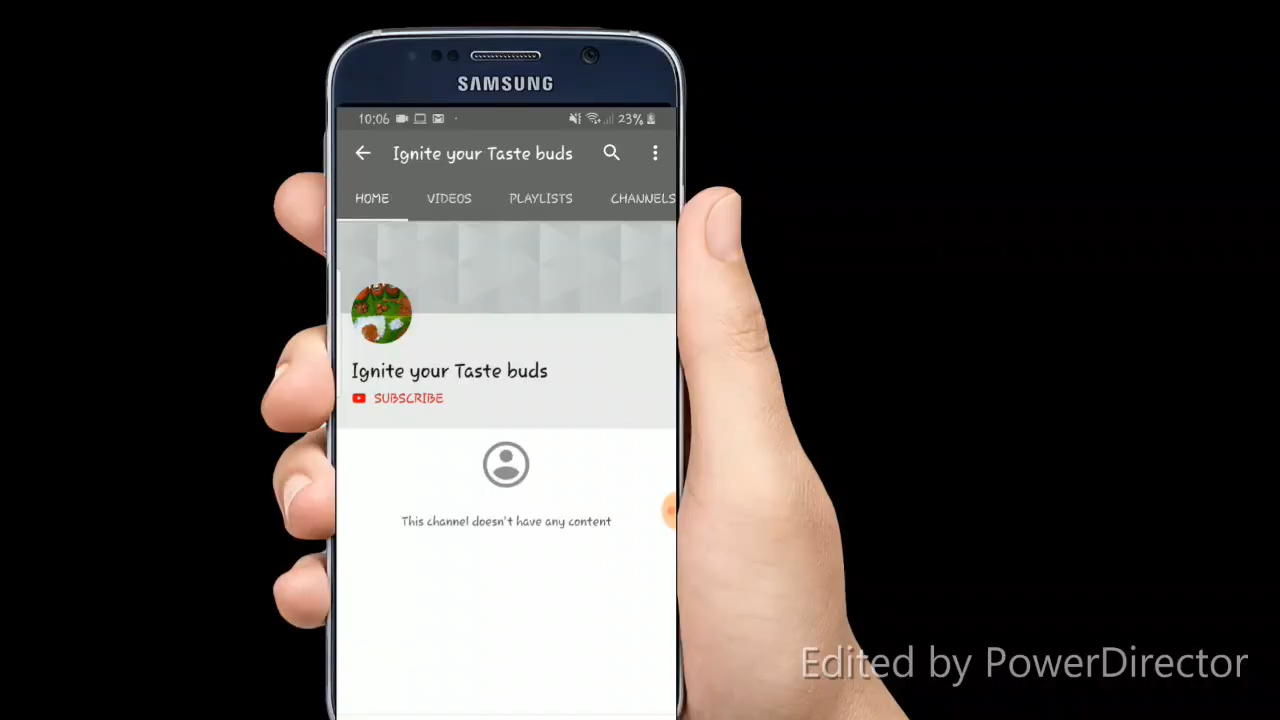 SAMSUNG
10:06 23%
Ignite your Taste buds
HOME VIDEOS PLAYLISTS CHANNELS
Ignite your Taste buds
SUBSCRIBE
This channel doesn't have any content
Edited by PowerDirector